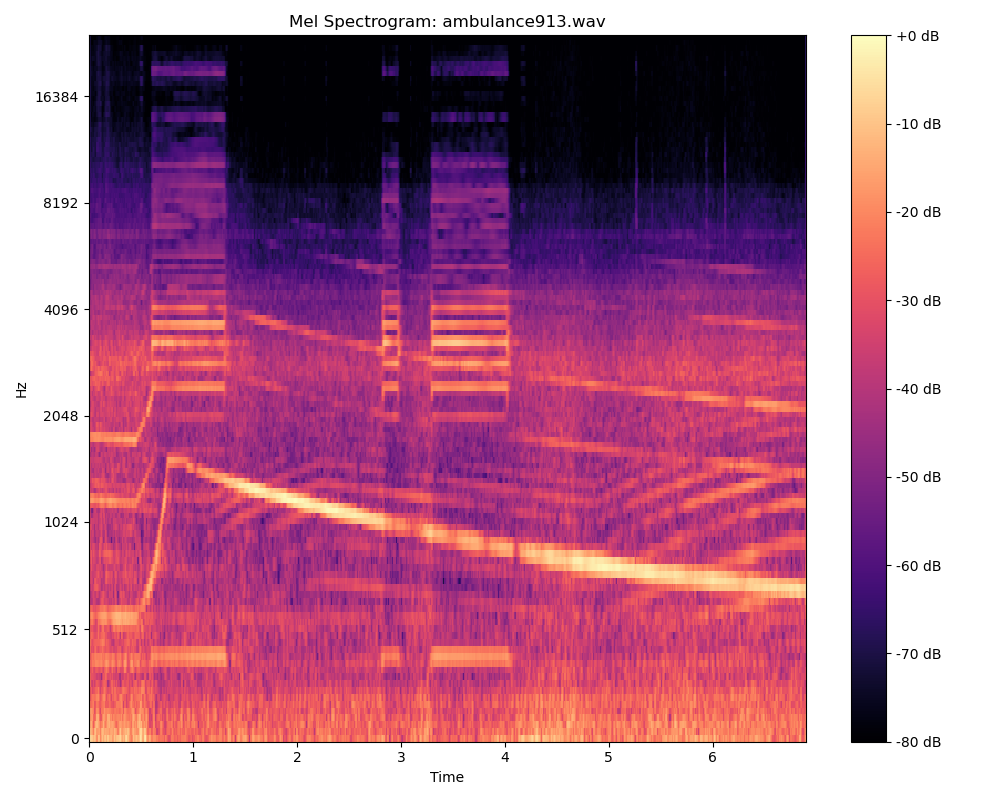 Mel Spectrogram: ambulance913.wav
Hz
16384
8192
4096
2048
1024
512
0
0 1 2 3 4 5 6
Time
+0 dB
-10 dB
-20 dB
-30 dB
-40 dB
-50 dB
-60 dB
-70 dB
-80 dB